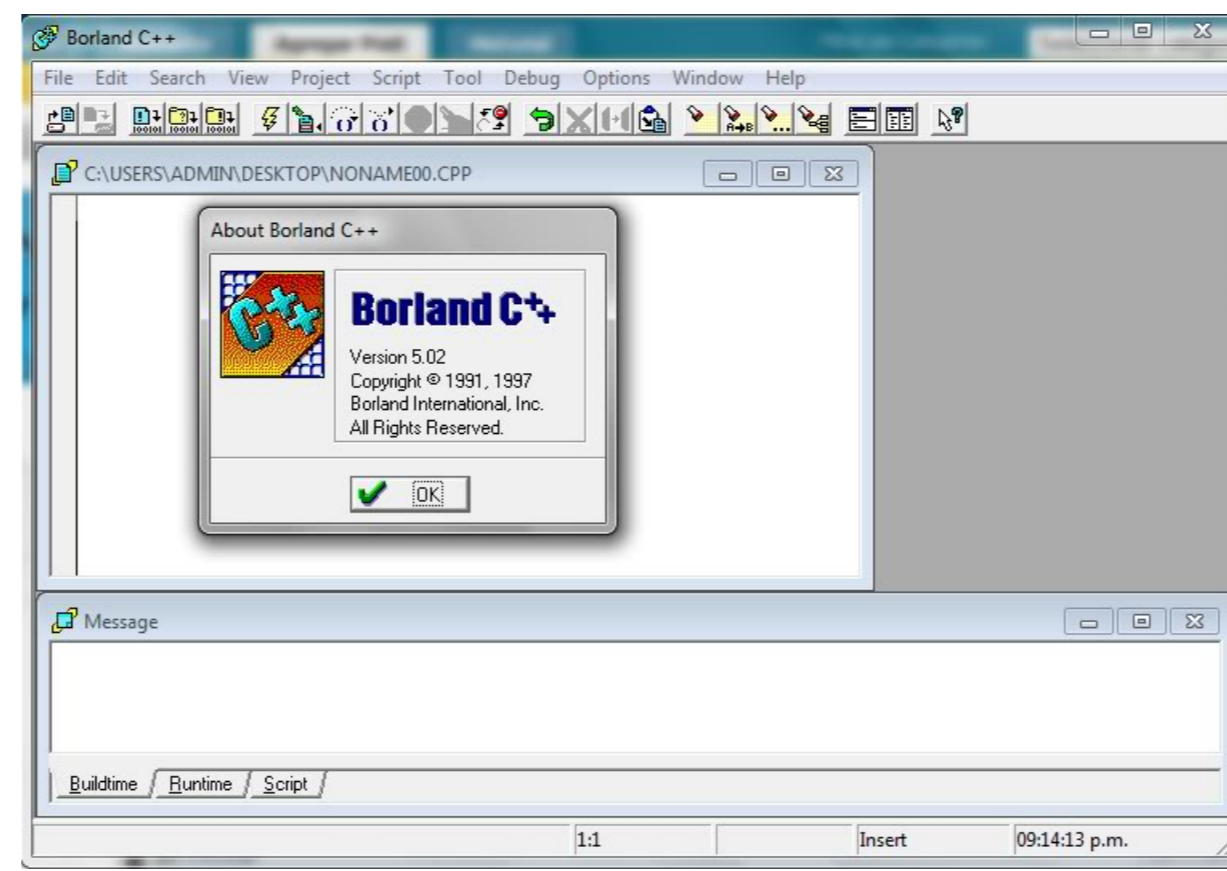 Borland C++
File Edit Search View Project Script Tool Debug Options Window Help
C:\USERS\ADMIN\DESKTOP\NONAME00.CPP
About Borland C++
C++
Borland C++
Version 5.02
Copyright © 1991, 1997
Borland International, Inc.
All Rights Reserved.
OK
Message
Buildtime Runtime Script
1:1 Insert 09:14:13 p.m.